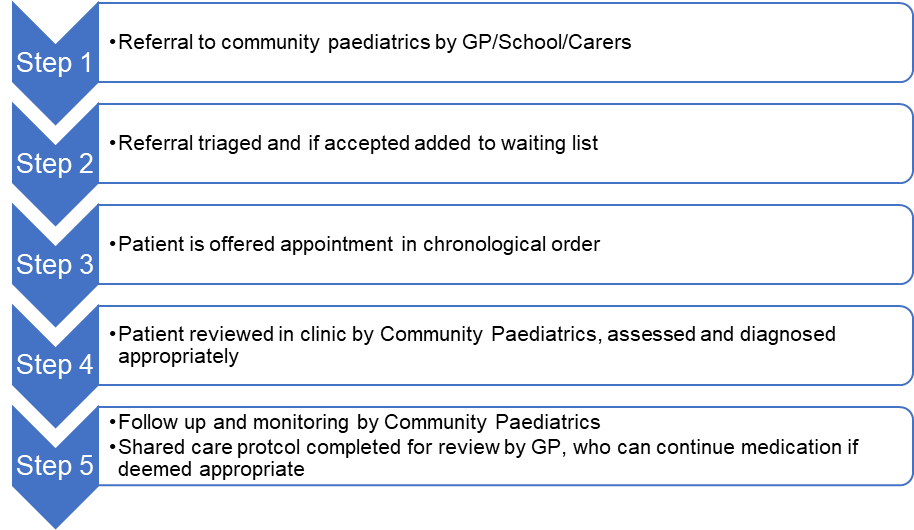 Step 1
•Referral to community paediatrics by GP/School/Carers
Step 2
•Referral triaged and if accepted added to waiting list
Step 3
•Patient is offered appointment in chronological order
Step 4
•Patient reviewed in clinic by Community Paediatrics, assessed and diagnosed
appropriately
Step 5
•Follow up and monitoring by Community Paediatrics
•Shared care protcol completed for review by GP, who can continue medication if
deemed appropriate